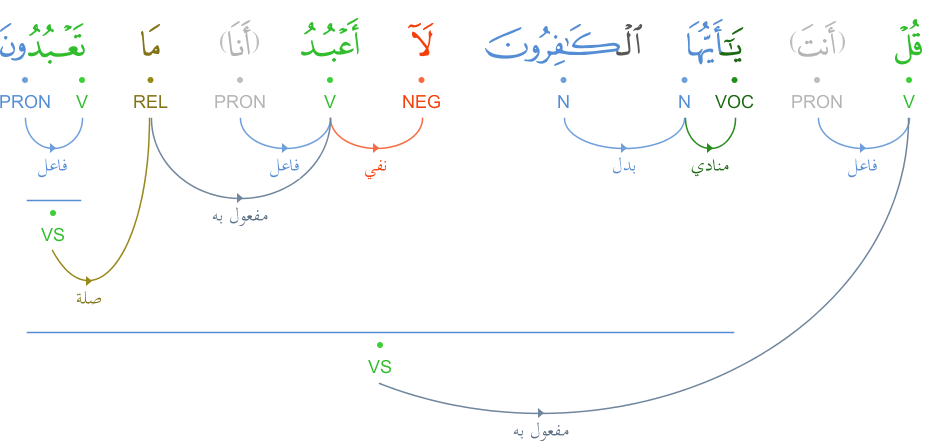 قُلْ (أَنتَ) يَـٰٓأَيُّهَا ٱلْكَـٰفِرُونَ لَآ أَعْبُدُ (أَنَا) مَا تَعْبُدُونَ
V PRON VOC N N NEG V PRON REL V PRON
فاعل منادي بدل نفي فاعل فاعل
مفعول به
VS
صلة
VS
مفعول به